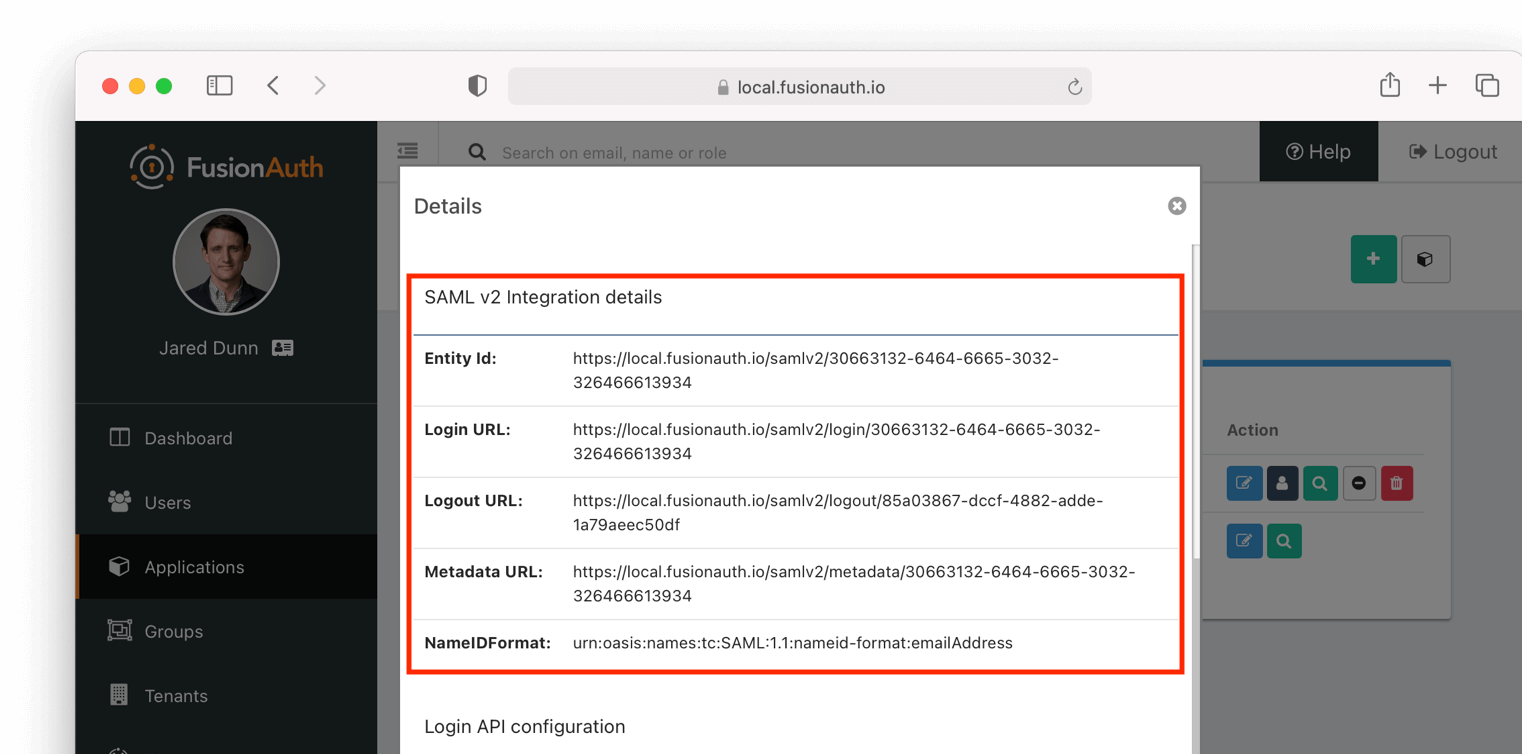 local.fusionauth.io
FusionAuth
Search on email, name or role
Help
Logout
Details
Jared Dunn
SAML v2 Integration details
Entity Id: https://local.fusionauth.io/samlv2/30663132-6464-6665-3032-
326466613934
Login URL: https://local.fusionauth.io/samlv2/login/30663132-6464-6665-3032-
326466613934
Logout URL: https://local.fusionauth.io/samlv2/logout/85a03867-dccf-4882-adde-
1a79aeec50df
Metadata URL: https://local.fusionauth.io/samlv2/metadata/30663132-6464-6665-3032-
326466613934
NameIDFormat: urn:oasis:names:tc:SAML:1.1:nameid-format:emailAddress
Login API configuration
Dashboard
Users
Applications
Groups
Tenants
Action